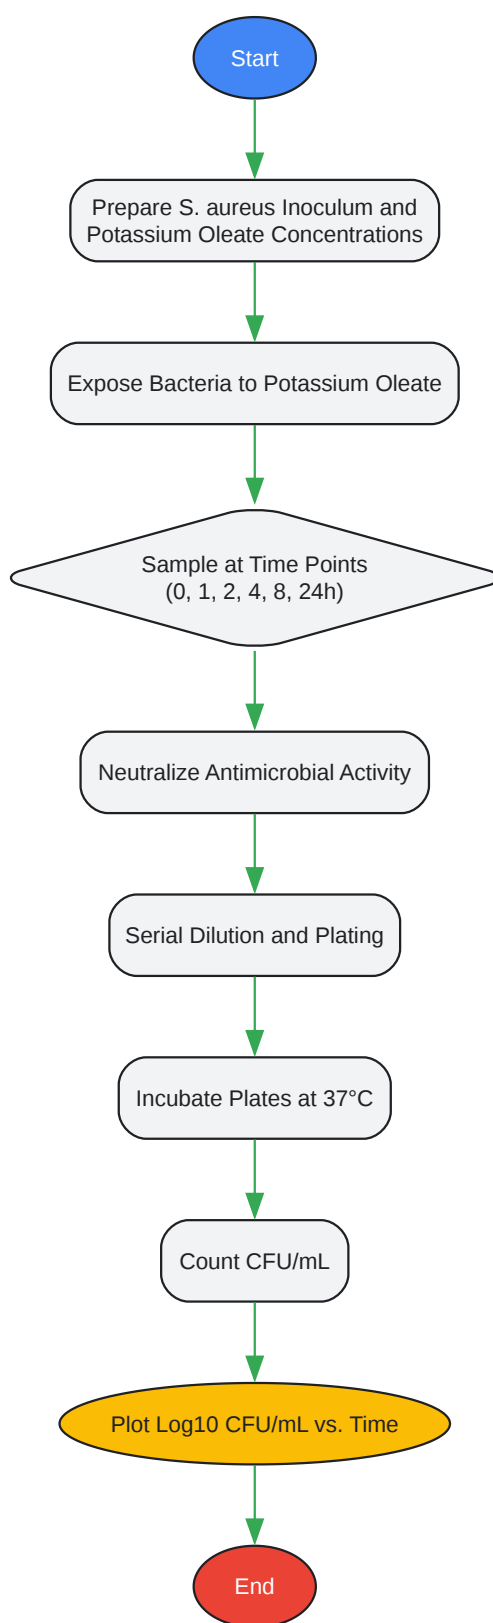 Start
Prepare S. aureus Inoculum and
Potassium Oleate Concentrations
Expose Bacteria to Potassium Oleate
Sample at Time Points
(0, 1, 2, 4, 8, 24h)
Neutralize Antimicrobial Activity
Serial Dilution and Plating
Incubate Plates at 37°C
Count CFU/mL
Plot Log10 CFU/mL vs. Time
End